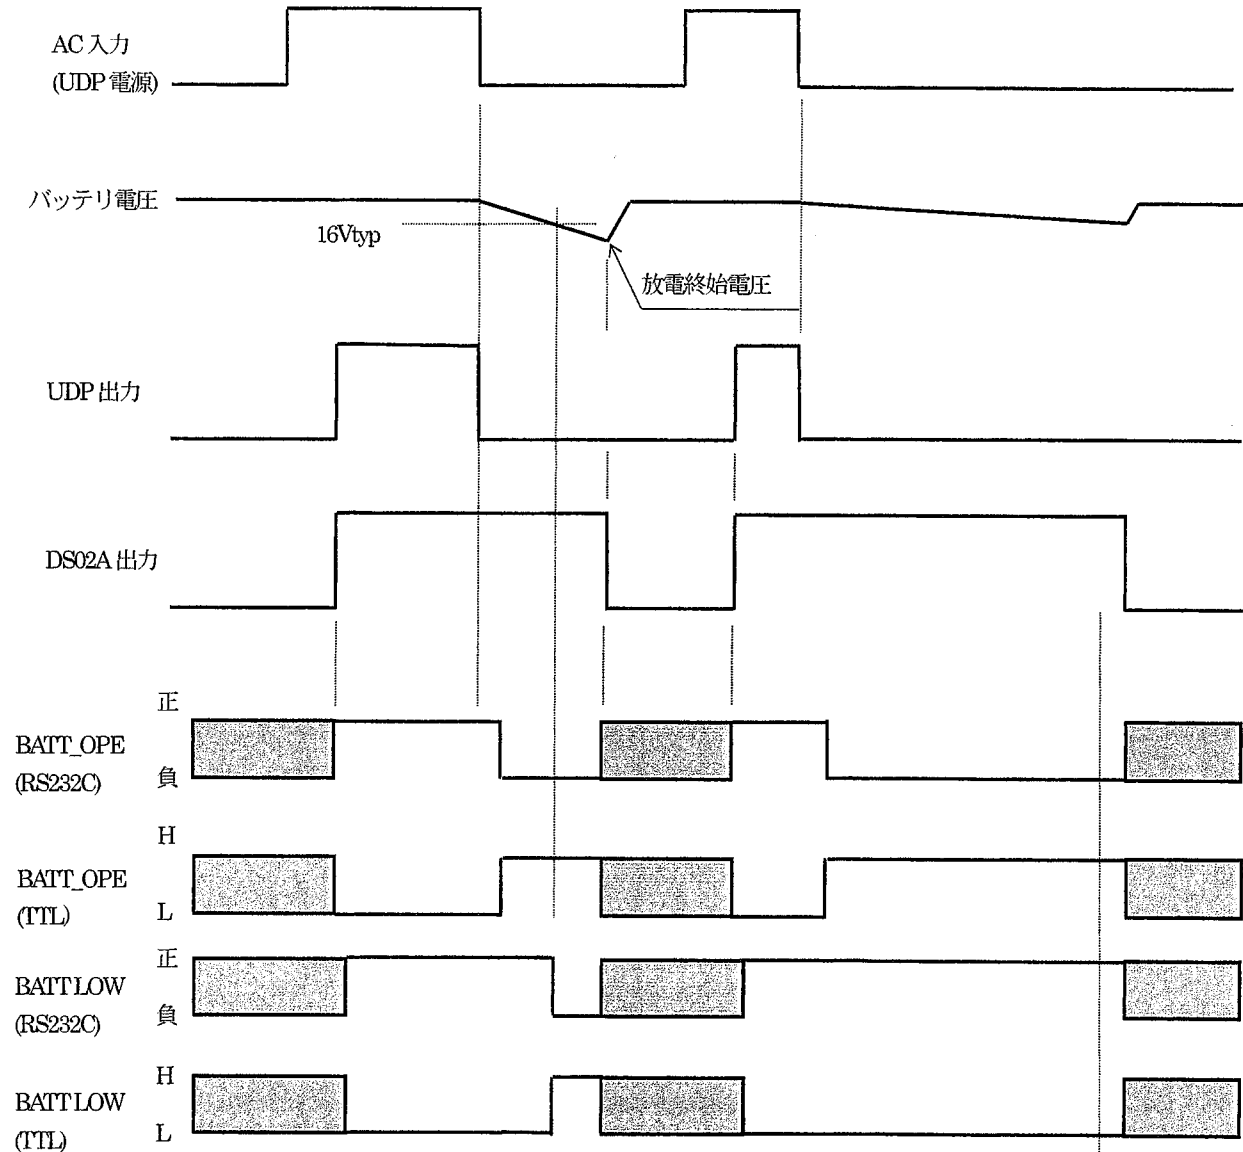 AC入力
(UDP電源)
バッテリ電圧
16Vtyp
放電終始電圧
UDP出力
DS02A出力
正
BATT_OPE
(RS232C)
負
H
BATT_OPE
(TTL)
L
正
BATT LOW
(RS232C)
負
H
BATT LOW
(TTL)
L